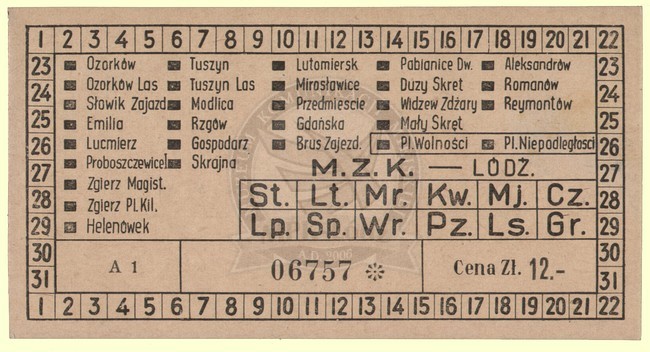 1 2 3 4 5 6 7 8 9 10 11 12 13 14 15 16 17 18 19 20 21 22
23 Ozorków Tuszyn Lutomiersk Pabianice Dw. Aleksandrów 23
24 Ozorków Las Tuszyn Las Mirosławice Duży Skręt Romanów 24
Słowik Zajazd Modlica Przedmieście Widzew Zdżary Reymontów
25 Emilia Rzgów Gdańska Mały Skręt 25
26 Lucmierz Gospodarz Brus Zajezd. Pl. Wolności Pl. Niepodległosci 26
27 Proboszczewice Skrajna M.Z.K. — ŁÓDŹ. 27
28 Zgierz Magist. St. Lt. Mr. Kw. Mj. Cz. 28
Zgierz Pl. Kil.
29 Helenówek Lp. Sp. Wr. Pz. Ls. Gr. 29
30 30
A 1 06757 Cena Zł. 12.-
31 31
1 2 3 4 5 6 7 8 9 10 11 12 13 14 15 16 17 18 19 20 21 22